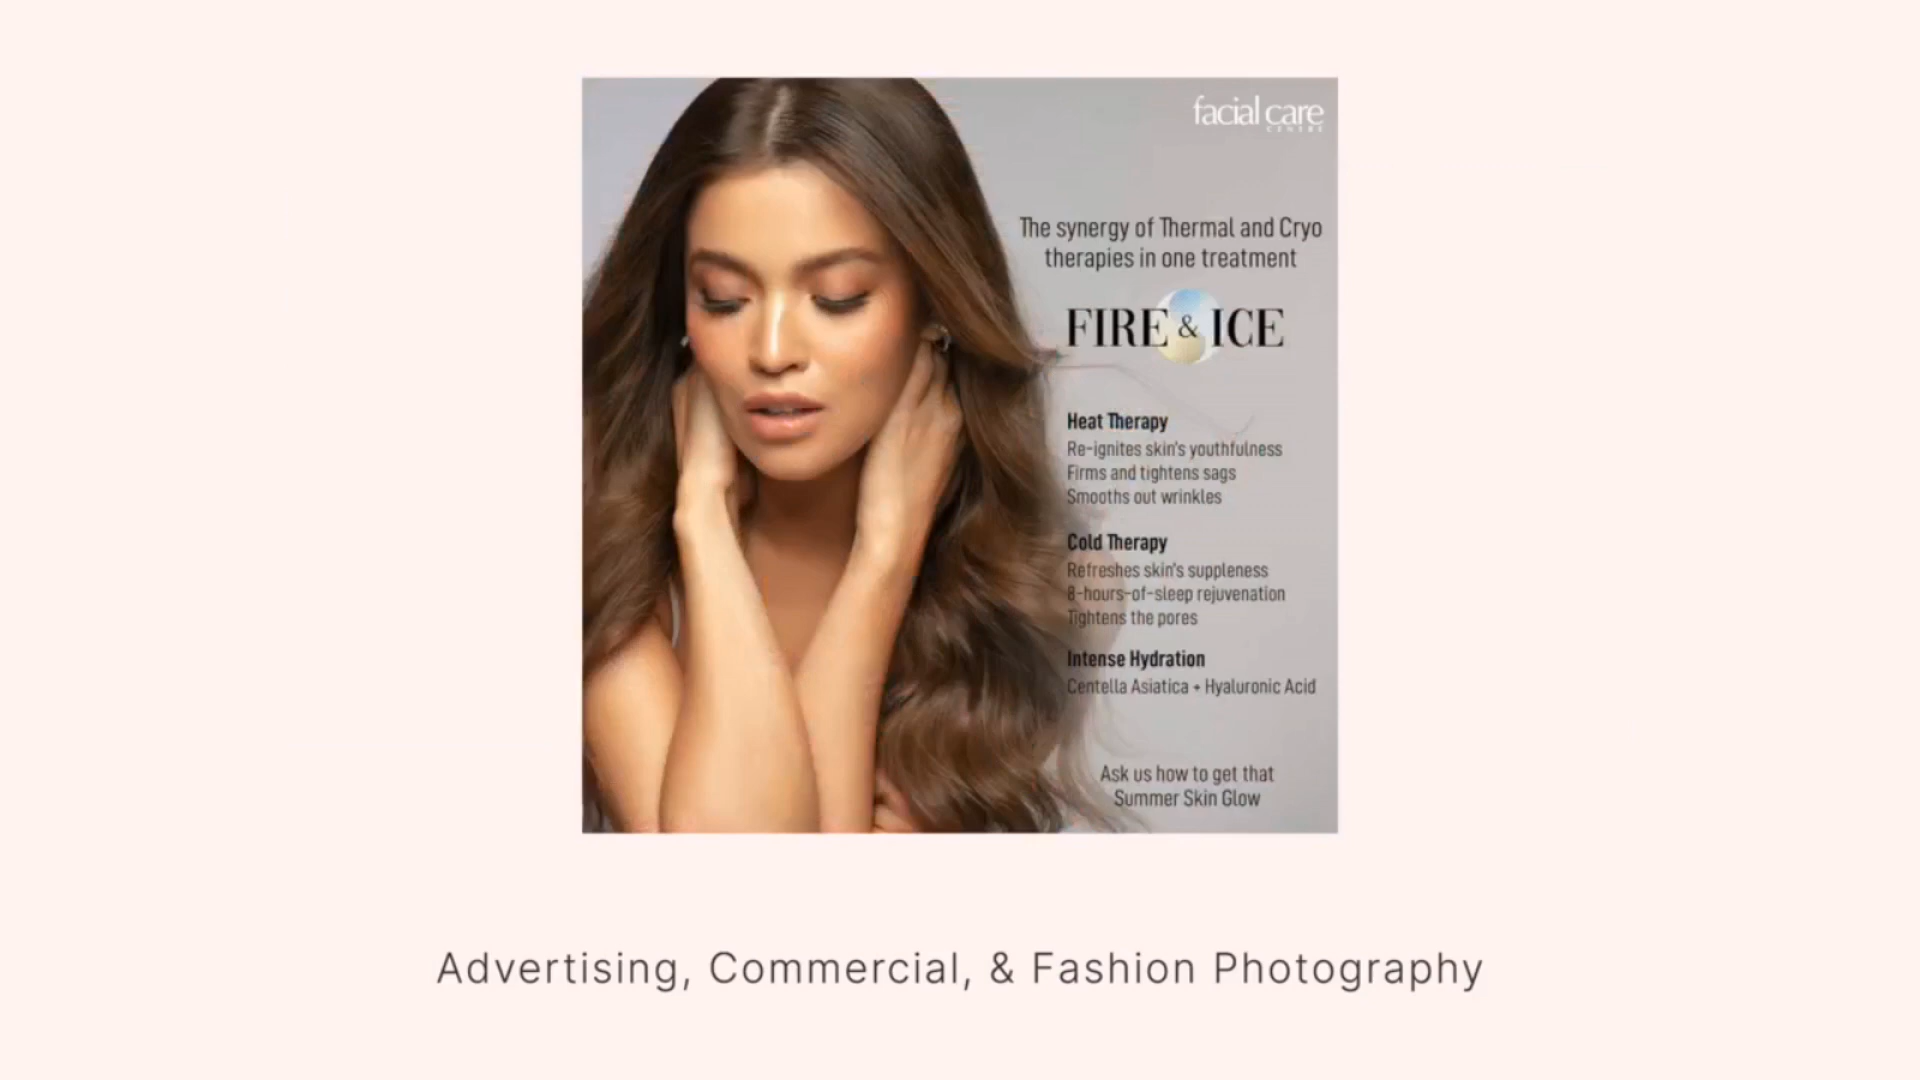 facial care
CENTRE
The synergy of Thermal and Cryo
therapies in one treatment
FIRE & ICE
Heat Therapy
Re-ignites skin's youthfulness
Firms and tightens sags
Smooths out wrinkles
Cold Therapy
Refreshes skin's suppleness
8-hours-of-sleep rejuvenation
Tightens the pores
Intense Hydration
Centella Asiatica + Hyaluronic Acid
Ask us how to get that
Summer Skin Glow
Advertising, Commercial, & Fashion Photography